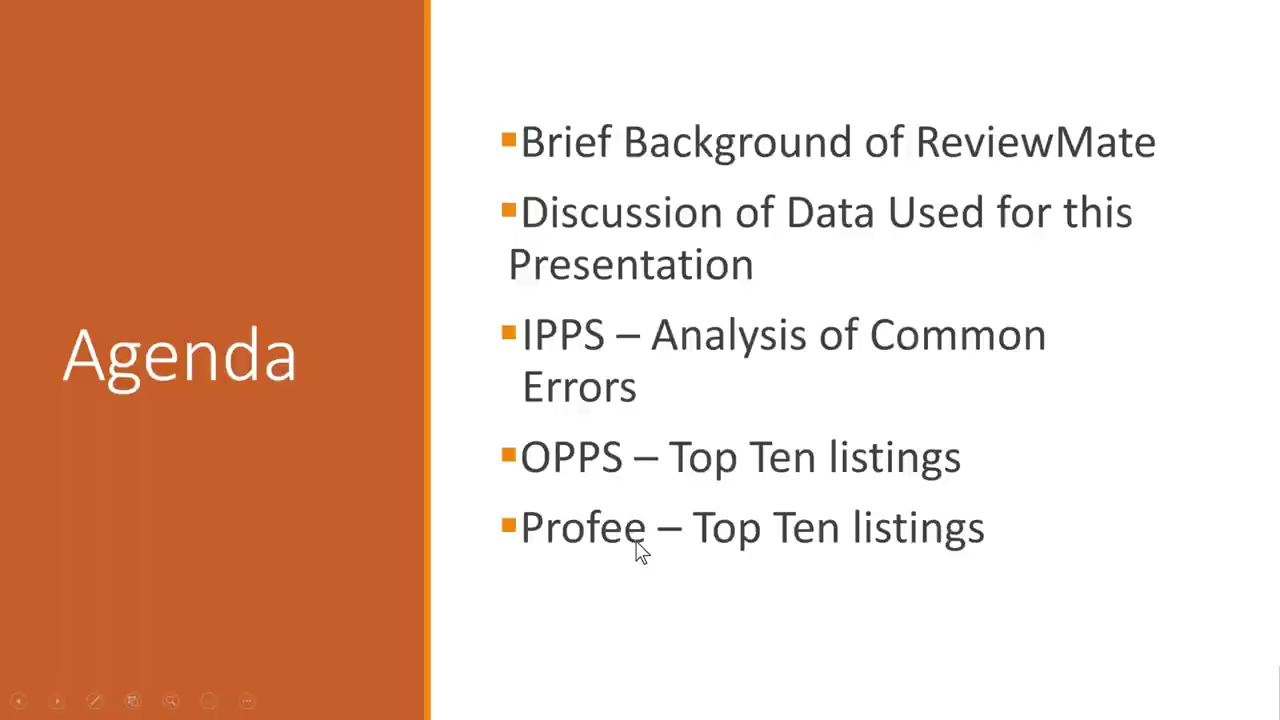 Agenda
▪Brief Background of ReviewMate
▪Discussion of Data Used for this
Presentation
▪IPPS – Analysis of Common
Errors
▪OPPS – Top Ten listings
▪Profee – Top Ten listings